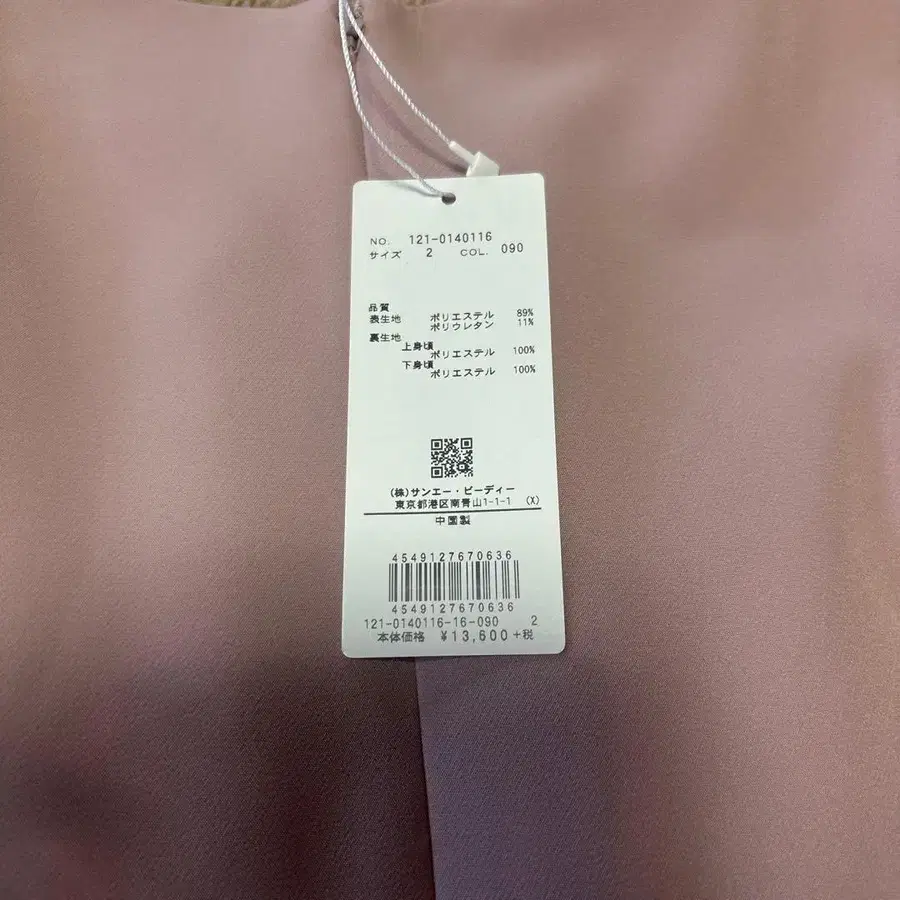 NO. 121-0140116
サイズ 2 COL. 090
品質
表生地 ポリエステル 89%
ポリウレタン 11%
裏生地
上身頃
ポリエステル 100%
下身頃
ポリエステル 100%
(株)サンエー・ビーディー
東京都港区南青山1-1-1 (X)
中国製
4549127670636
4549127670636
121-0140116-16-090 2
本体価格 ¥13,600+税